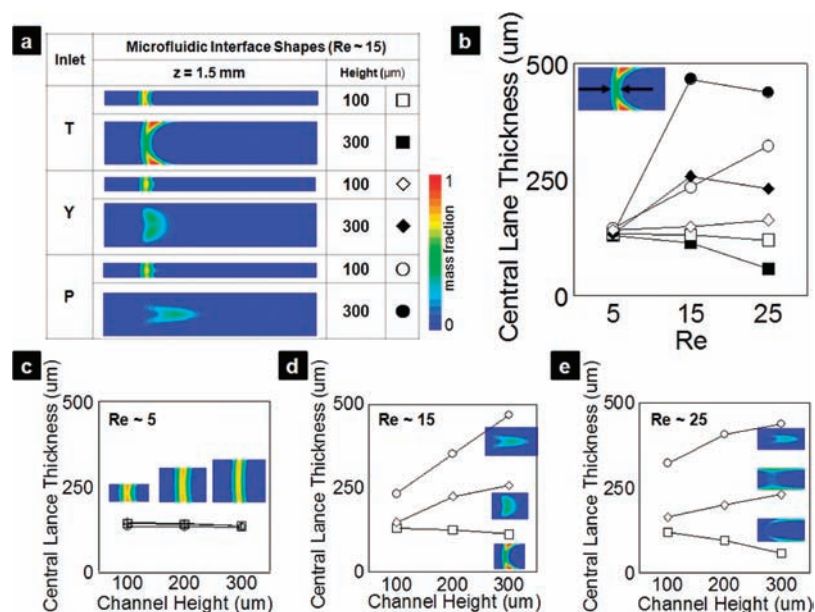 a
Microfluidic Interface Shapes (Re ~ 15)
Inlet
z = 1.5 mm
Height (μm)
T
100
300
Y
100
300
P
100
300
1
mass fraction
0
b
Central Lane Thickness (um)
500
250
0
5 15 25
Re
c
Central Lance Thickness (um)
500
250
0
Re ~ 5
100 200 300
Channel Height (um)
d
Central Lance Thickness (um)
500
250
0
Re ~ 15
100 200 300
Channel Height (um)
e
Central Lance Thickness (um)
500
250
0
Re ~ 25
100 200 300
Channel Height (um)